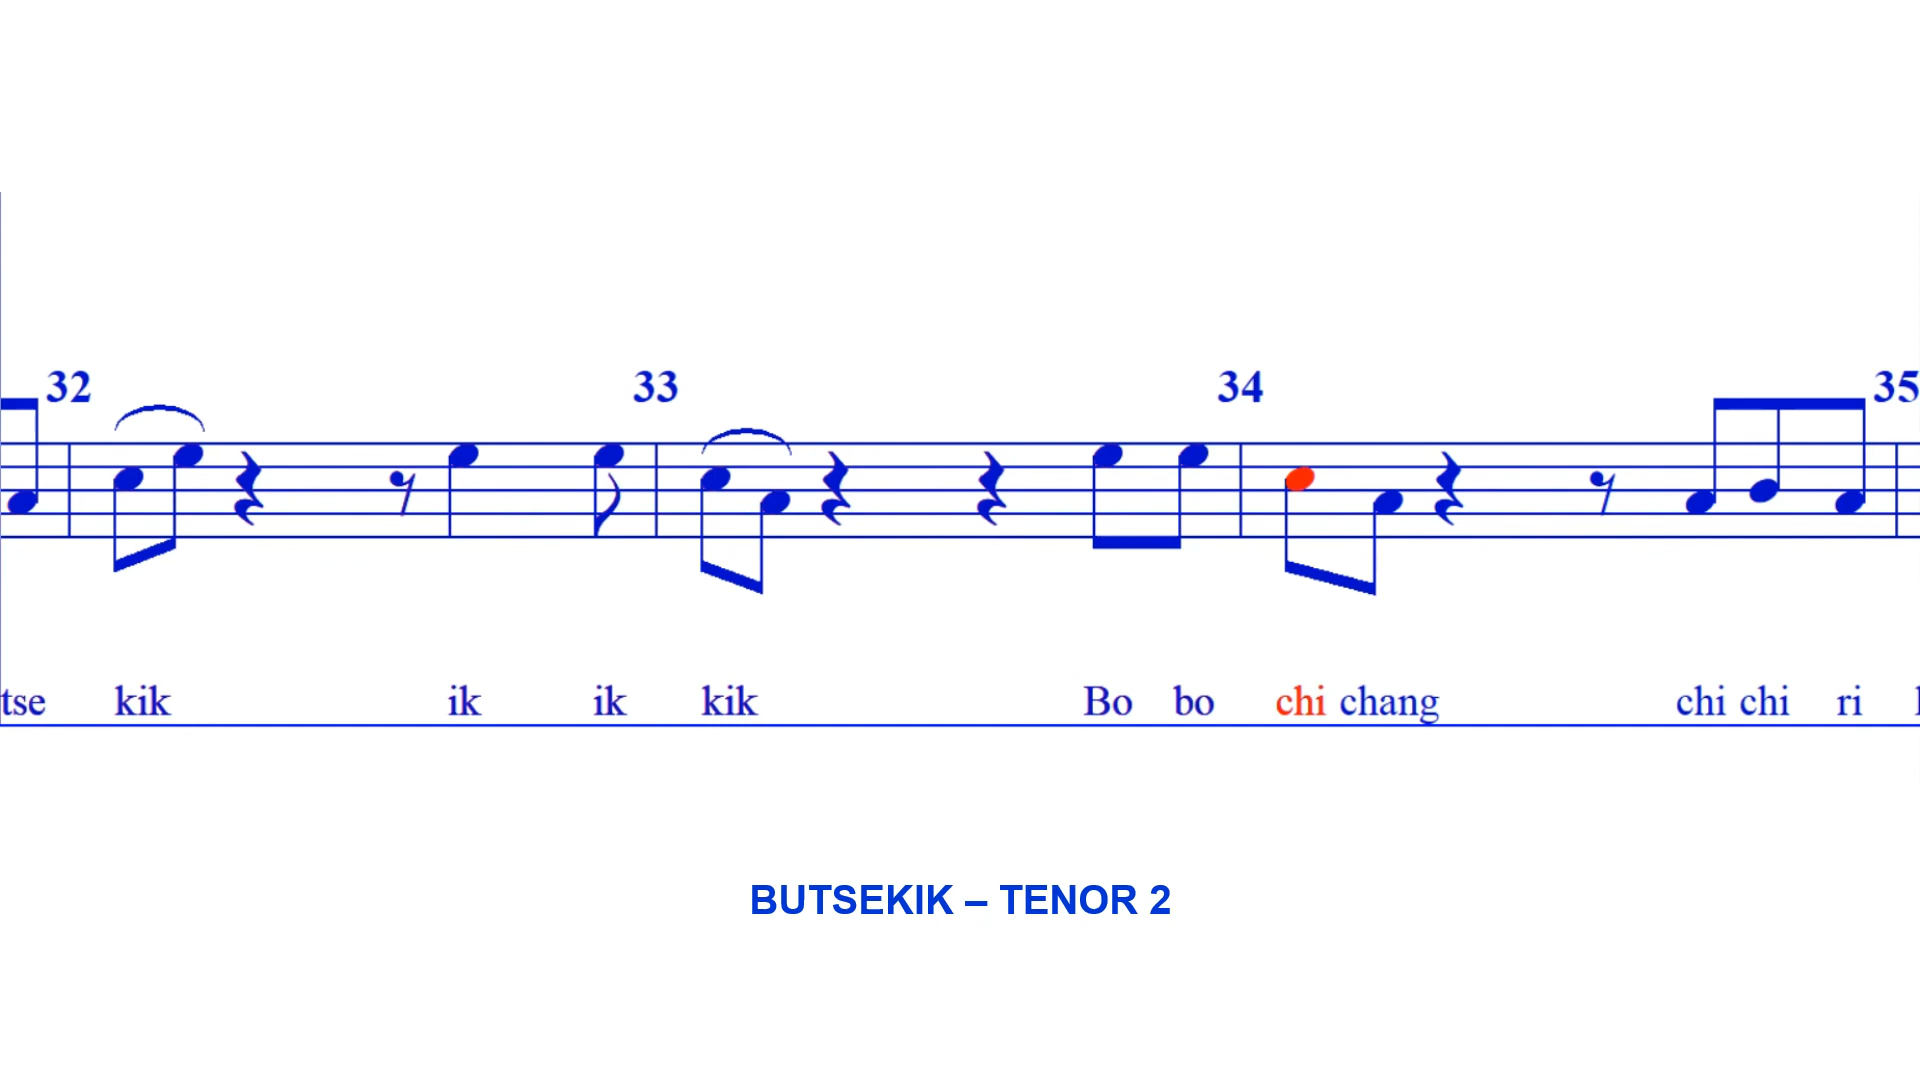 32 33 34 35
tse kik ik ik kik Bo bo chi chang chi chi ri
BUTSEKIK – TENOR 2